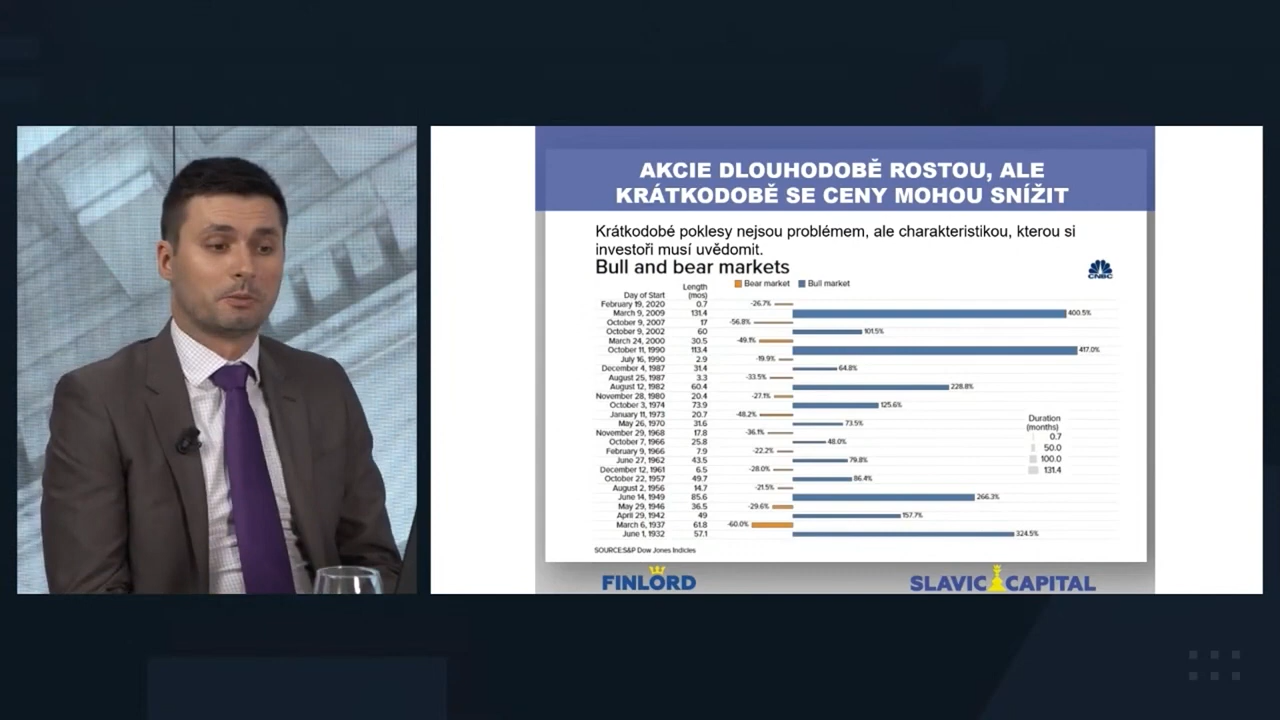 AKCIE DLOUHODOBĚ ROSTOU, ALE
KRÁTKODOBĚ SE CENY MOHOU SNÍŽIT
Krátkodobé poklesy nejsou problémem, ale charakteristikou, kterou si
investoři musí uvědomit.
Bull and bear markets
CNBC
Bear market Bull market
Day of Start Length (mos)
February 19, 2020 0.7 -26.7%
March 9, 2009 131.4 400.5%
October 9, 2007 17 -56.8%
October 9, 2002 60 101.5%
March 24, 2000 30.5 -49.1%
October 11, 1990 113.4 417.0%
July 16, 1990 2.9 -19.9%
December 4, 1987 31.4 64.8%
August 25, 1987 3.3 -33.5%
August 12, 1982 60.4 228.8%
November 28, 1980 20.4 -27.1%
October 3, 1974 73.9 125.6%
January 11, 1973 20.7 -48.2%
May 26, 1970 31.6 73.5%
November 29, 1968 17.8 -36.1%
October 7, 1966 25.8 48.0%
February 9, 1966 7.9 -22.2%
June 27, 1962 43.5 79.8%
December 12, 1961 6.5 -28.0%
October 22, 1957 49.7 86.4%
August 2, 1956 14.7 -21.5%
June 14, 1949 85.6 266.3%
May 29, 1946 36.5 -29.6%
April 29, 1942 49 157.7%
March 6, 1937 61.8 -60.0%
June 1, 1932 57.1 324.5%
Duration
(months)
0.7
50.0
100.0
131.4
SOURCE:S&P Dow Jones Indicies
FINLORD
SLAVIC CAPITAL